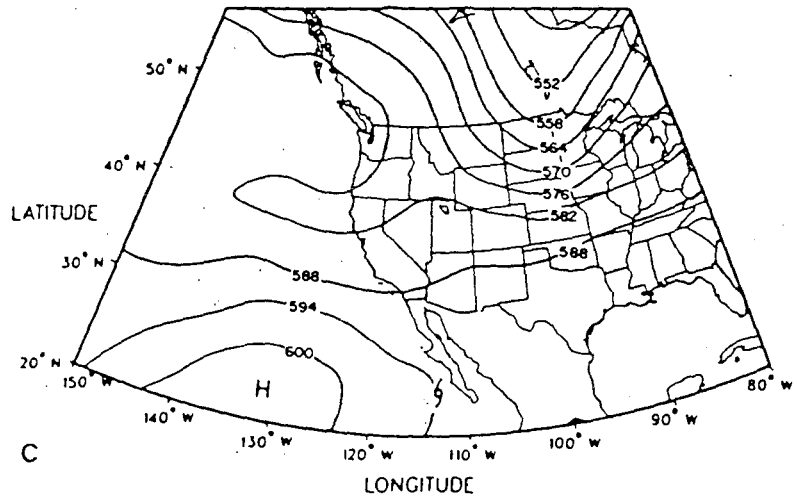 50° N
552
558
564
40° N
570
576
LATITUDE
582
588
30° N
588
594
600
20° N
150° W
H
80° W
140° W
90° W
130° W
100° W
120° W
110° W
C
LONGITUDE